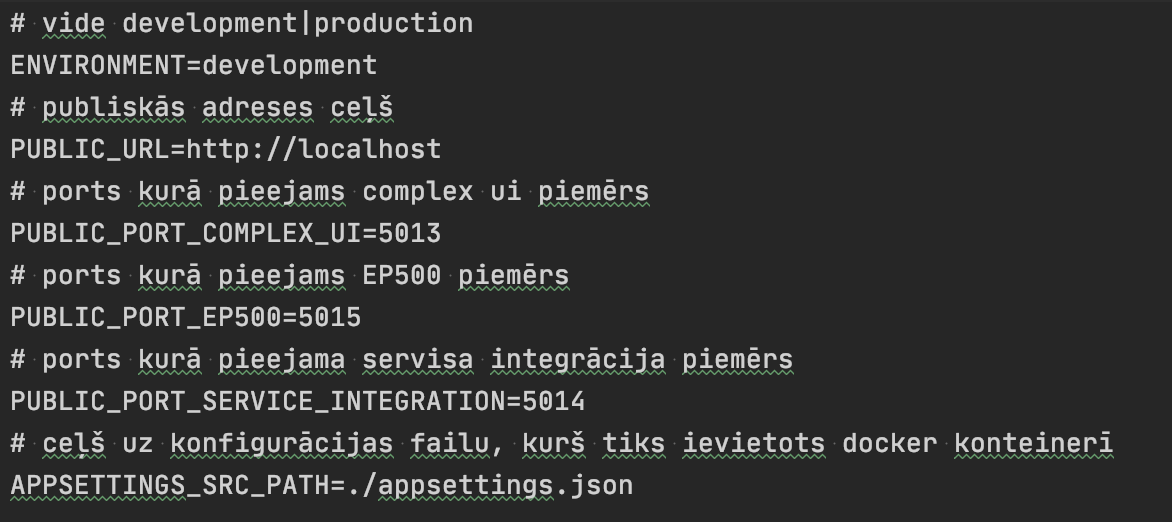 # vide development|production
ENVIRONMENT=development
# publiskās adreses ceļš
PUBLIC_URL=http://localhost
# ports kurā pieejams complex ui piemērs
PUBLIC_PORT_COMPLEX_UI=5013
# ports kurā pieejams EP500 piemērs
PUBLIC_PORT_EP500=5015
# ports kurā pieejama servisa integrācija piemērs
PUBLIC_PORT_SERVICE_INTEGRATION=5014
# ceļš uz konfigurācijas failu, kurš tiks ievietots docker konteinerī
APPSETTINGS_SRC_PATH=./appsettings.json